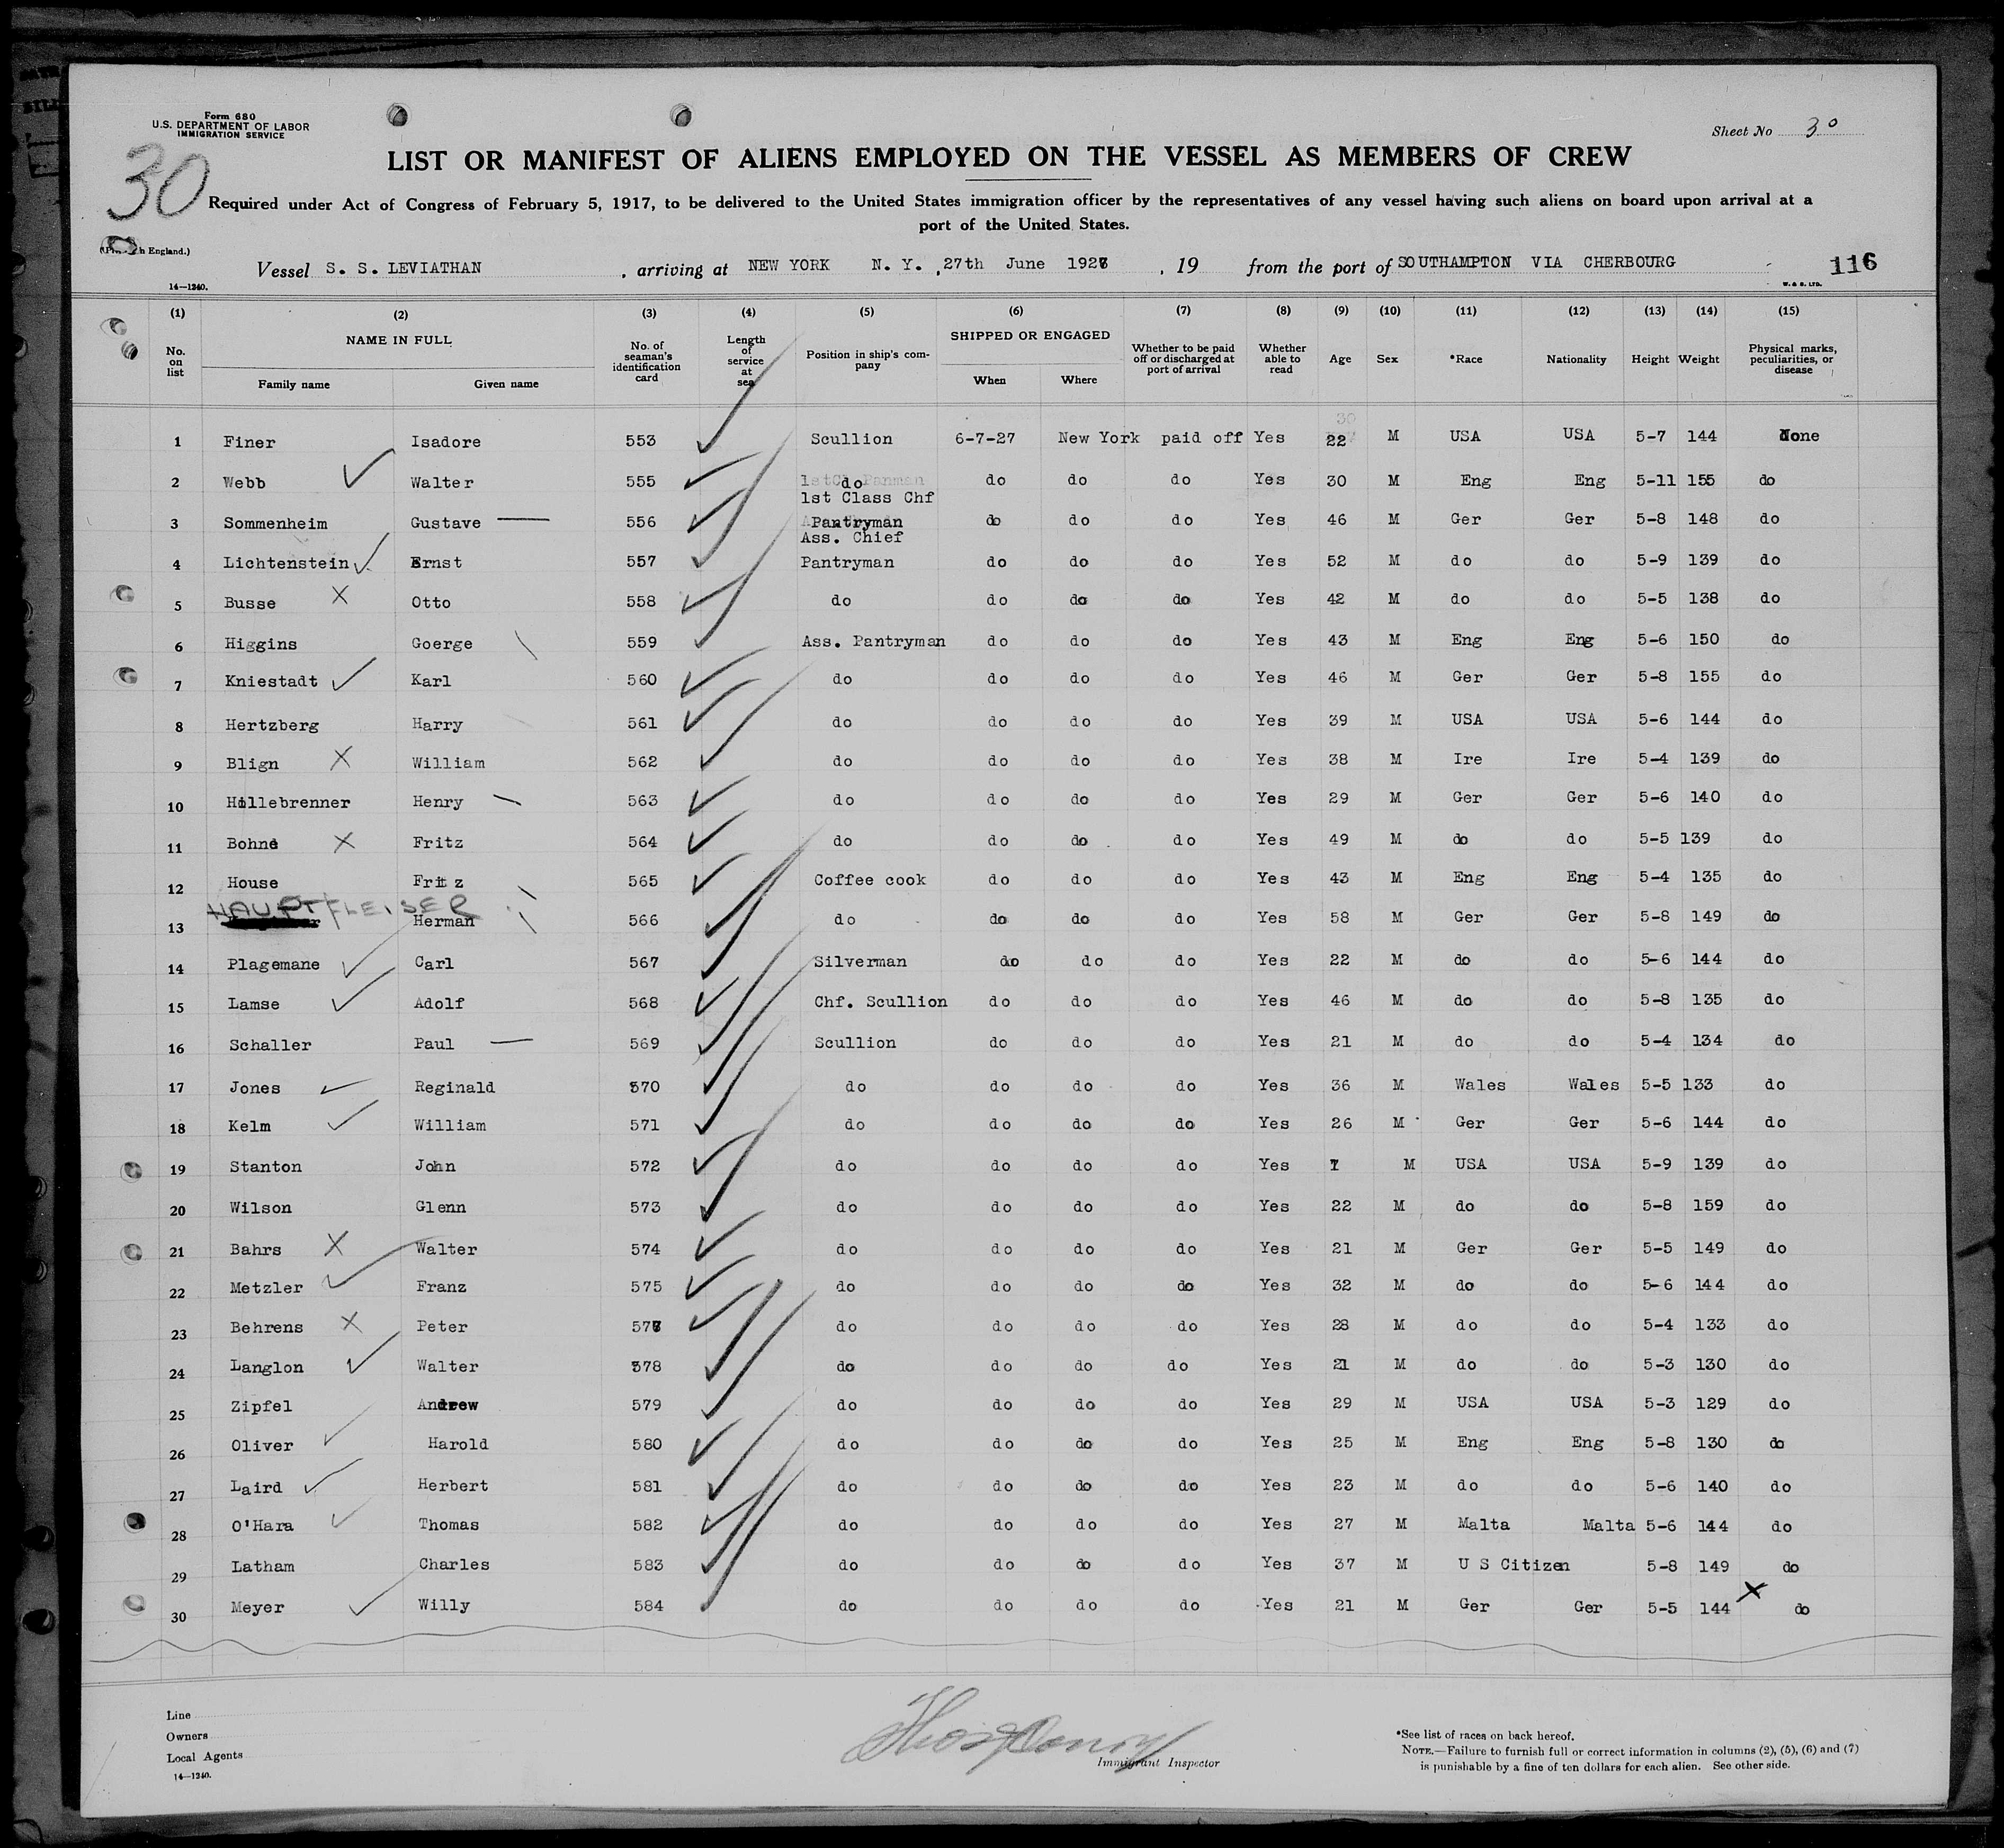 Form 680
U.S. DEPARTMENT OF LABOR
IMMIGRATION SERVICE
Sheet No 30
30
LIST OR MANIFEST OF ALIENS EMPLOYED ON THE VESSEL AS MEMBERS OF CREW
Required under Act of Congress of February 5, 1917, to be delivered to the United States immigration officer by the representatives of any vessel having such aliens on board upon arrival at a
port of the United States.
h England.)
Vessel S. S. LEVIATHAN , arriving at NEW YORK N. Y. , 27th June 1927 , 19 from the port of SOUTHAMPTON VIA CHERBOURG 116
14—1240. W. & S. LTD.
(1) (2) (3) (4) (5) (6) (7) (8) (9) (10) (11) (12) (13) (14) (15)
No. on list NAME IN FULL Family name Given name No. of seaman's identification card Length of service at sea Position in ship's company SHIPPED OR ENGAGED When Where Whether to be paid off or discharged at port of arrival Whether able to read Age Sex *Race Nationality Height Weight Physical marks, peculiarities, or disease
1 Finer Isadore 553 Scullion 6-7-27 New York paid off Yes 22 M USA USA 5-7 144 None
2 Webb Walter 555 do do do do Yes 30 M Eng Eng 5-11 155 do
1st Class Chf
3 Sommenheim Gustave 556 Pantryman do do do Yes 46 M Ger Ger 5-8 148 do
Ass. Chief
4 Lichtenstein Ernst 557 Pantryman do do do Yes 52 M do do 5-9 139 do
5 Busse Otto 558 do do do do Yes 42 M do do 5-5 138 do
6 Higgins Goerge 559 Ass. Pantryman do do do Yes 43 M Eng Eng 5-6 150 do
7 Kniestadt Karl 560 do do do do Yes 46 M Ger Ger 5-8 155 do
8 Hertzberg Harry 561 do do do do Yes 39 M USA USA 5-6 144 do
9 Blign William 562 do do do do Yes 38 M Ire Ire 5-4 139 do
10 Hillebrenner Henry 563 do do do do Yes 29 M Ger Ger 5-6 140 do
11 Bohne Fritz 564 do do do do Yes 49 M do do 5-5 139 do
12 House Fritz 565 Coffee cook do do do Yes 43 M Eng Eng 5-4 135 do
13 HAUPTFLEISER Herman 566 do do do do Yes 58 M Ger Ger 5-8 149 do
14 Plagemane Carl 567 Silverman do do do Yes 22 M do do 5-6 144 do
15 Lamse Adolf 568 Chf. Scullion do do do Yes 46 M do do 5-8 135 do
16 Schaller Paul 569 Scullion do do do Yes 21 M do do 5-4 134 do
17 Jones Reginald 570 do do do do Yes 36 M Wales Wales 5-5 133 do
18 Kelm William 571 do do do do Yes 26 M Ger Ger 5-6 144 do
19 Stanton John 572 do do do do Yes M USA USA 5-9 139 do
20 Wilson Glenn 573 do do do do Yes 22 M do do 5-8 159 do
21 Bahrs Walter 574 do do do do Yes 21 M Ger Ger 5-5 149 do
22 Metzler Franz 575 do do do do Yes 32 M do do 5-6 144 do
23 Behrens Peter 577 do do do do Yes 28 M do do 5-4 133 do
24 Langlon Walter 578 do do do do Yes 21 M do do 5-3 130 do
25 Zipfel Andrew 579 do do do do Yes 29 M USA USA 5-3 129 do
26 Oliver Harold 580 do do do do Yes 25 M Eng Eng 5-8 130 do
27 Laird Herbert 581 do do do do Yes 23 M do do 5-6 140 do
28 O'Hara Thomas 582 do do do do Yes 27 M Malta Malta 5-6 144 do
29 Latham Charles 583 do do do do Yes 37 M U S Citizen 5-8 149 do
30 Meyer Willy 584 do do do do Yes 21 M Ger Ger 5-5 144 do
Line
Owners
Local Agents
14—1240.
Immigrant Inspector
*See list of races on back hereof.
NOTE.—Failure to furnish full or correct information in columns (2), (5), (6) and (7)
is punishable by a fine of ten dollars for each alien. See other side.